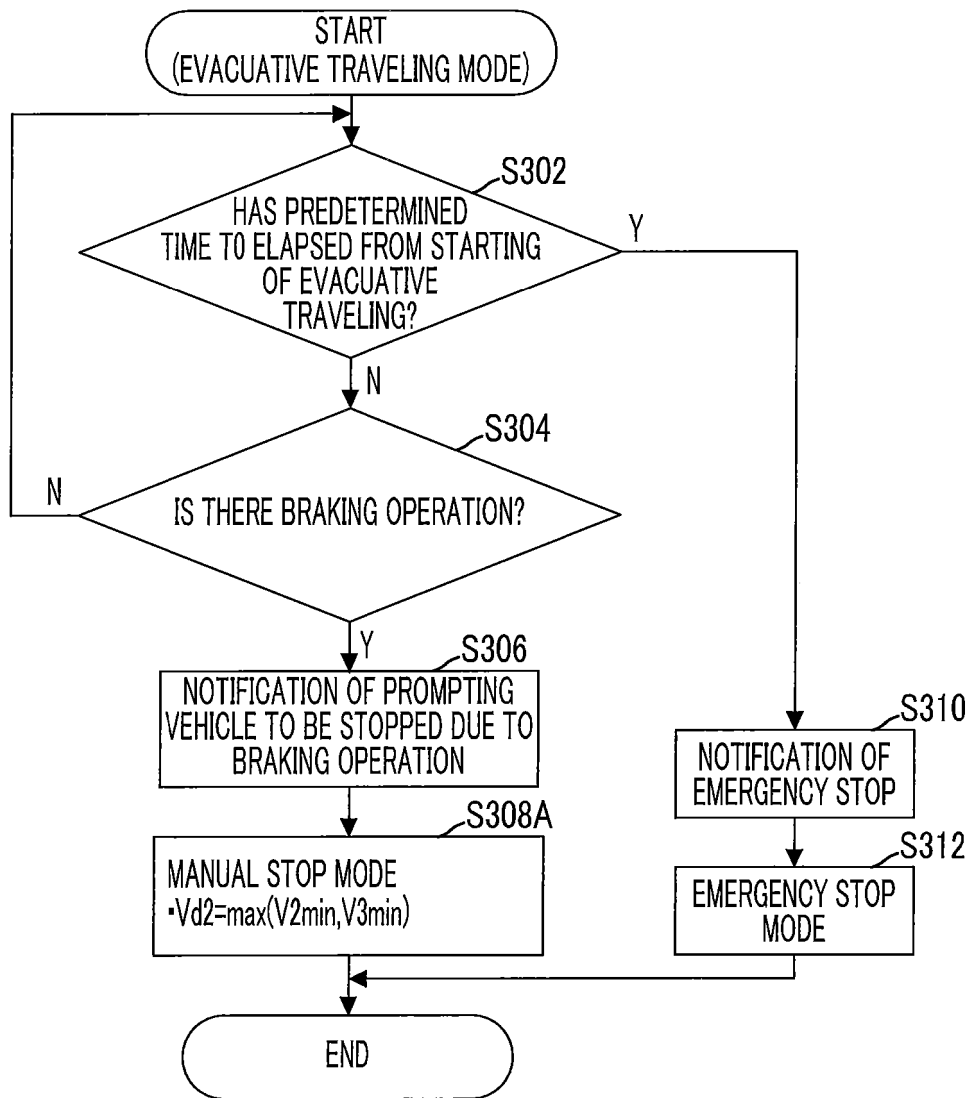 START
(EVACUATIVE TRAVELING MODE)
S302
HAS PREDETERMINED
TIME T0 ELAPSED FROM STARTING
OF EVACUATIVE
TRAVELING?
Y
N
S304
N
IS THERE BRAKING OPERATION?
Y
S306
NOTIFICATION OF PROMPTING
VEHICLE TO BE STOPPED DUE TO
BRAKING OPERATION
S310
NOTIFICATION OF
EMERGENCY STOP
S308A
MANUAL STOP MODE
・Vd2=max(V2min,V3min)
S312
EMERGENCY STOP
MODE
END